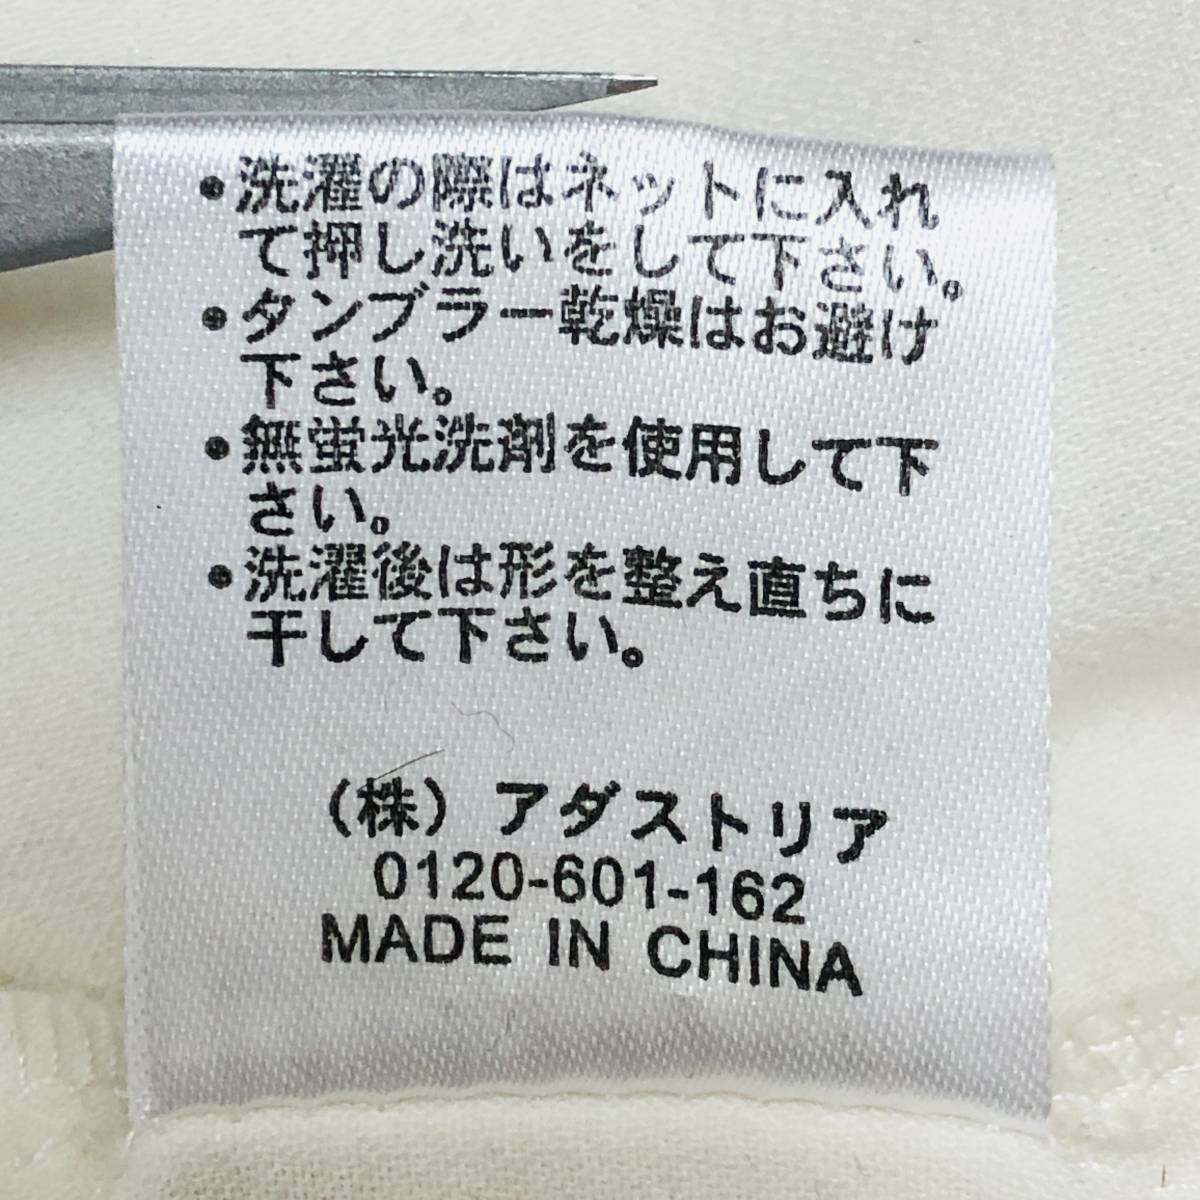 •洗濯の際はネットに入れ
て押し洗いをして下さい。
•タンブラー乾燥はお避け
下さい。
•無蛍光洗剤を使用して下
さい。
•洗濯後は形を整え直ちに
干して下さい。
(株)アダストリア
0120-601-162
MADE IN CHINA